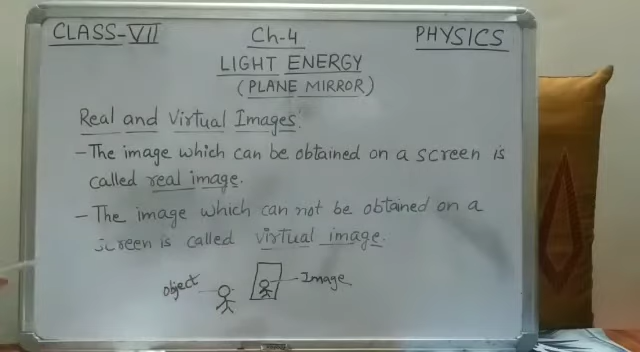 CLASS-VII
Ch-4
PHYSICS
LIGHT ENERGY
(PLANE MIRROR)
Real and Virtual Images:
- The image which can be obtained on a screen is
called real image.
- The image which can not be obtained on a
screen is called virtual image.
object
Image